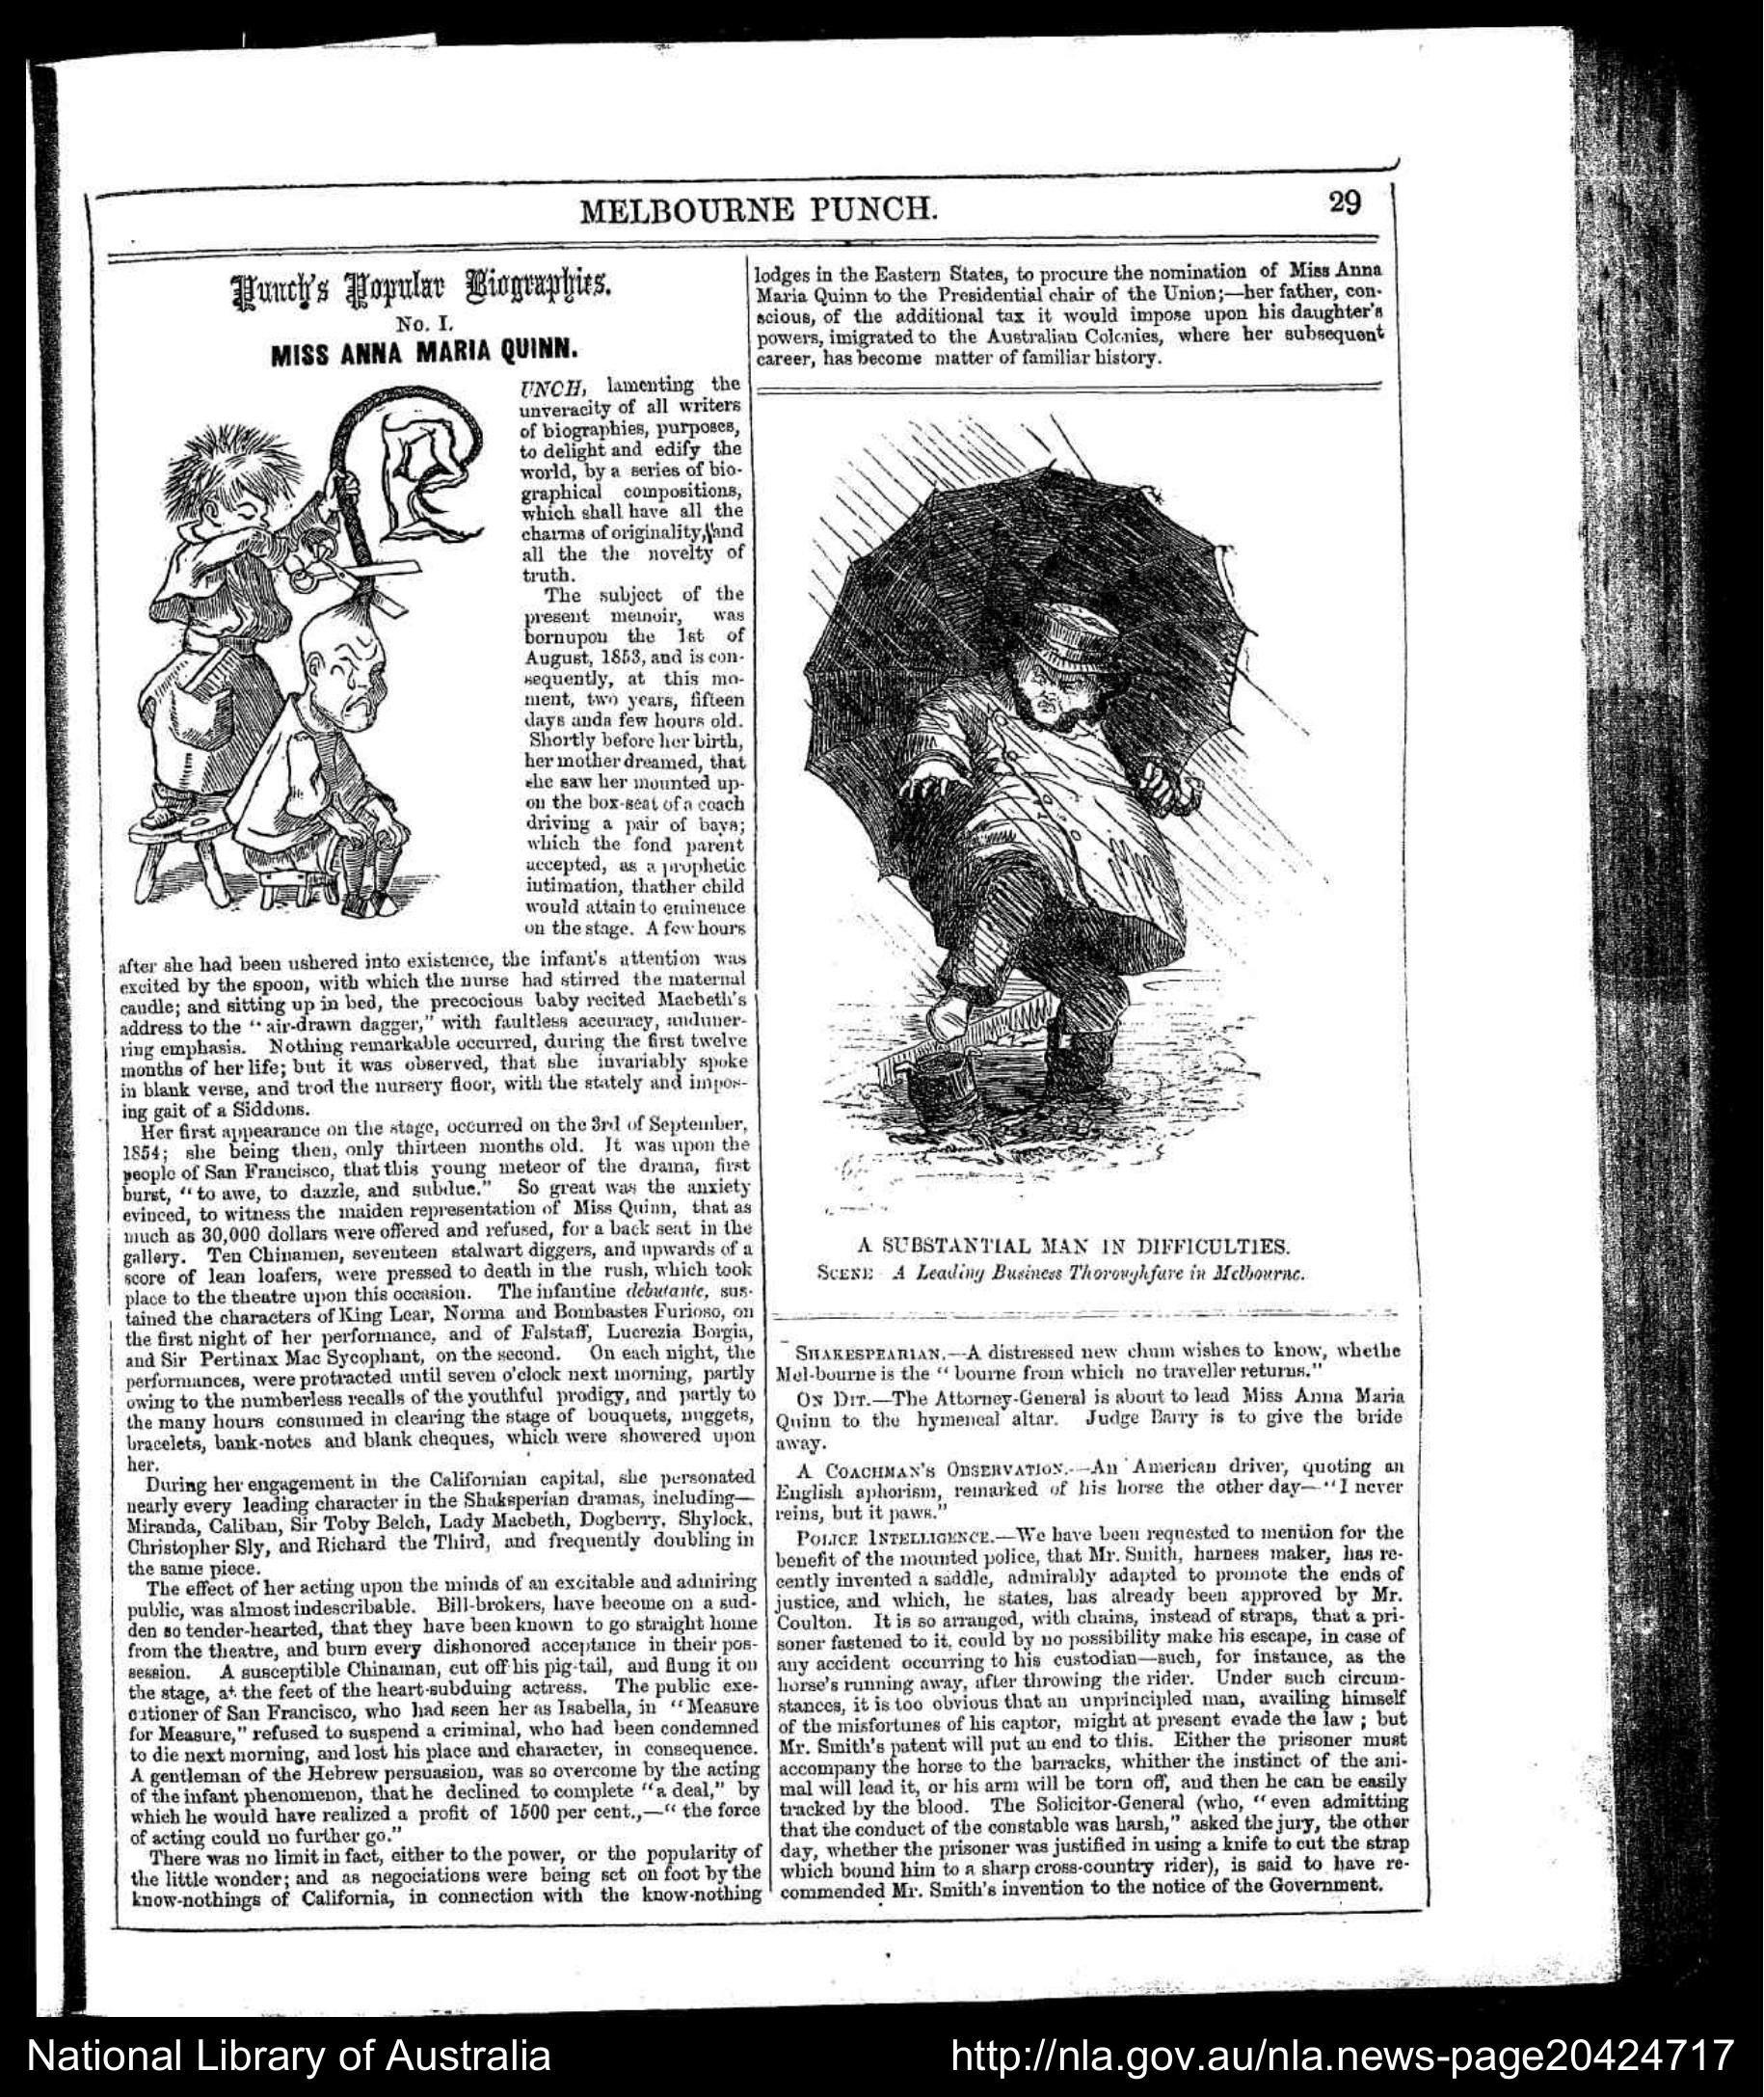 MELBOURNE PUNCH.
29
Punch's Popular Biographies.
No. I.
MISS ANNA MARIA QUINN.
UNCH, lamenting the
unveracity of all writers
of biographies, purposes,
to delight and edify the
world, by a series of bio-
graphical compositions,
which shall have all the
charms of originality, and
all the the novelty of
truth.
The subject of the
present memoir, was
bornupon the 1st of
August, 1853, and is con-
sequently, at this mo-
ment, two years, fifteen
days anda few hours old.
Shortly before her birth,
her mother dreamed, that
she saw her mounted up-
on the box-seat of a coach
driving a pair of bays;
which the fond parent
accepted, as a prophetic
intimation, thather child
would attain to eminence
on the stage. A few hours
after she had been ushered into existence, the infant's attention was
excited by the spoon, with which the nurse had stirred the maternal
caudle; and sitting up in bed, the precocious baby recited Macbeth's
address to the "air-drawn dagger," with faultless accuracy, anduner-
ring emphasis. Nothing remarkable occurred, during the first twelve
months of her life; but it was observed, that she invariably spoke
in blank verse, and trod the nursery floor, with the stately and impos-
ing gait of a Siddons.
Her first appearance on the stage, occurred on the 3rd of September,
1854; she being then, only thirteen months old. It was upon the
people of San Francisco, that this young meteor of the drama, first
burst, "to awe, to dazzle, and subdue." So great was the anxiety
evinced, to witness the maiden representation of Miss Quinn, that as
much as 30,000 dollars were offered and refused, for a back seat in the
gallery. Ten Chinamen, seventeen stalwart diggers, and upwards of a
score of lean loafers, were pressed to death in the rush, which took
place to the theatre upon this occasion. The infantine debutante, sus-
tained the characters of King Lear, Norma and Bombastes Furioso, on
the first night of her performance, and of Falstaff, Lucrezia Borgia,
and Sir Pertinax Mac Sycophant, on the second. On each night, the
performances, were protracted until seven o'clock next morning, partly
owing to the numberless recalls of the youthful prodigy, and partly to
the many hours consumed in clearing the stage of bouquets, nuggets,
bracelets, bank-notes and blank cheques, which were showered upon
her.
During her engagement in the Californian capital, she personated
nearly every leading character in the Shaksperian dramas, including—
Miranda, Caliban, Sir Toby Belch, Lady Macbeth, Dogberry, Shylock,
Christopher Sly, and Richard the Third, and frequently doubling in
the same piece.
The effect of her acting upon the minds of an excitable and admiring
public, was almost indescribable. Bill-brokers, have become on a sud-
den so tender-hearted, that they have been known to go straight home
from the theatre, and burn every dishonored acceptance in their pos-
session. A susceptible Chinaman, cut off his pig-tail, and flung it on
the stage, at the feet of the heart-subduing actress. The public exe-
cutioner of San Francisco, who had seen her as Isabella, in "Measure
for Measure," refused to suspend a criminal, who had been condemned
to die next morning, and lost his place and character, in consequence.
A gentleman of the Hebrew persuasion, was so overcome by the acting
of the infant phenomenon, that he declined to complete "a deal," by
which he would have realized a profit of 1500 per cent.,—"the force
of acting could no further go."
There was no limit in fact, either to the power, or the popularity of
the little wonder; and as negociations were being set on foot by the
know-nothings of California, in connection with the know-nothing
lodges in the Eastern States, to procure the nomination of Miss Anna
Maria Quinn to the Presidential chair of the Union;—her father, con-
scious, of the additional tax it would impose upon his daughter's
powers, imigrated to the Australian Colonies, where her subsequent
career, has become matter of familiar history.
A SUBSTANTIAL MAN IN DIFFICULTIES.
SCENE - A Leading Business Thoroughfare in Melbourne.
SHAKESPEARIAN.—A distressed new chum wishes to know, whethe
Mel-bourne is the "bourne from which no traveller returns."
ON DIT.—The Attorney-General is about to lead Miss Anna Maria
Quinn to the hymeneal altar. Judge Barry is to give the bride
away.
A COACHMAN'S OBSERVATION.—An American driver, quoting an
English aphorism, remarked of his horse the other day—"I never
reins, but it paws."
POLICE INTELLIGENCE.—We have been requested to mention for the
benefit of the mounted police, that Mr. Smith, harness maker, has re-
cently invented a saddle, admirably adapted to promote the ends of
justice, and which, he states, has already been approved by Mr.
Coulton. It is so arranged, with chains, instead of straps, that a pri-
soner fastened to it, could by no possibility make his escape, in case of
any accident occurring to his custodian—such, for instance, as the
horse's running away, after throwing the rider. Under such circum-
stances, it is too obvious that an unprincipled man, availing himself
of the misfortunes of his captor, might at present evade the law; but
Mr. Smith's patent will put an end to this. Either the prisoner must
accompany the horse to the barracks, whither the instinct of the ani-
mal will lead it, or his arm will be torn off, and then he can be easily
tracked by the blood. The Solicitor-General (who, "even admitting
that the conduct of the constable was harsh," asked the jury, the other
day, whether the prisoner was justified in using a knife to cut the strap
which bound him to a sharp cross-country rider), is said to have re-
commended Mr. Smith's invention to the notice of the Government.
National Library of Australia
http://nla.gov.au/nla.news-page20424717